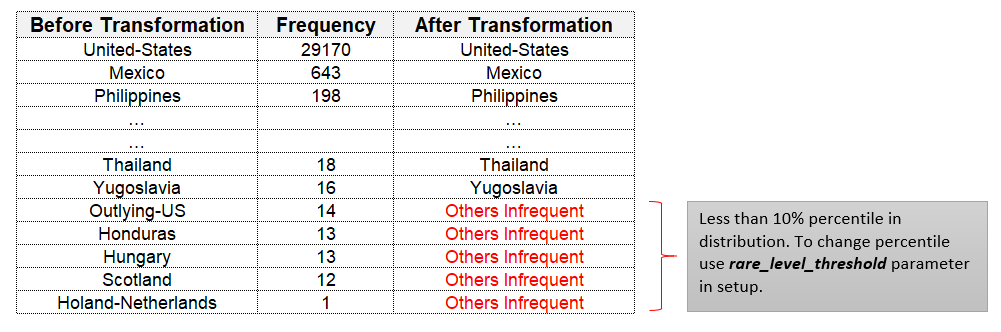 Before Transformation Frequency After Transformation
United-States 29170 United-States
Mexico 643 Mexico
Philippines 198 Philippines
... ...
... ...
Thailand 18 Thailand
Yugoslavia 16 Yugoslavia
Outlying-US 14 Others Infrequent
Honduras 13 Others Infrequent
Hungary 13 Others Infrequent
Scotland 12 Others Infrequent
Holand-Netherlands 1 Others Infrequent
Less than 10% percentile in
distribution. To change percentile
use rare_level_threshold parameter
in setup.